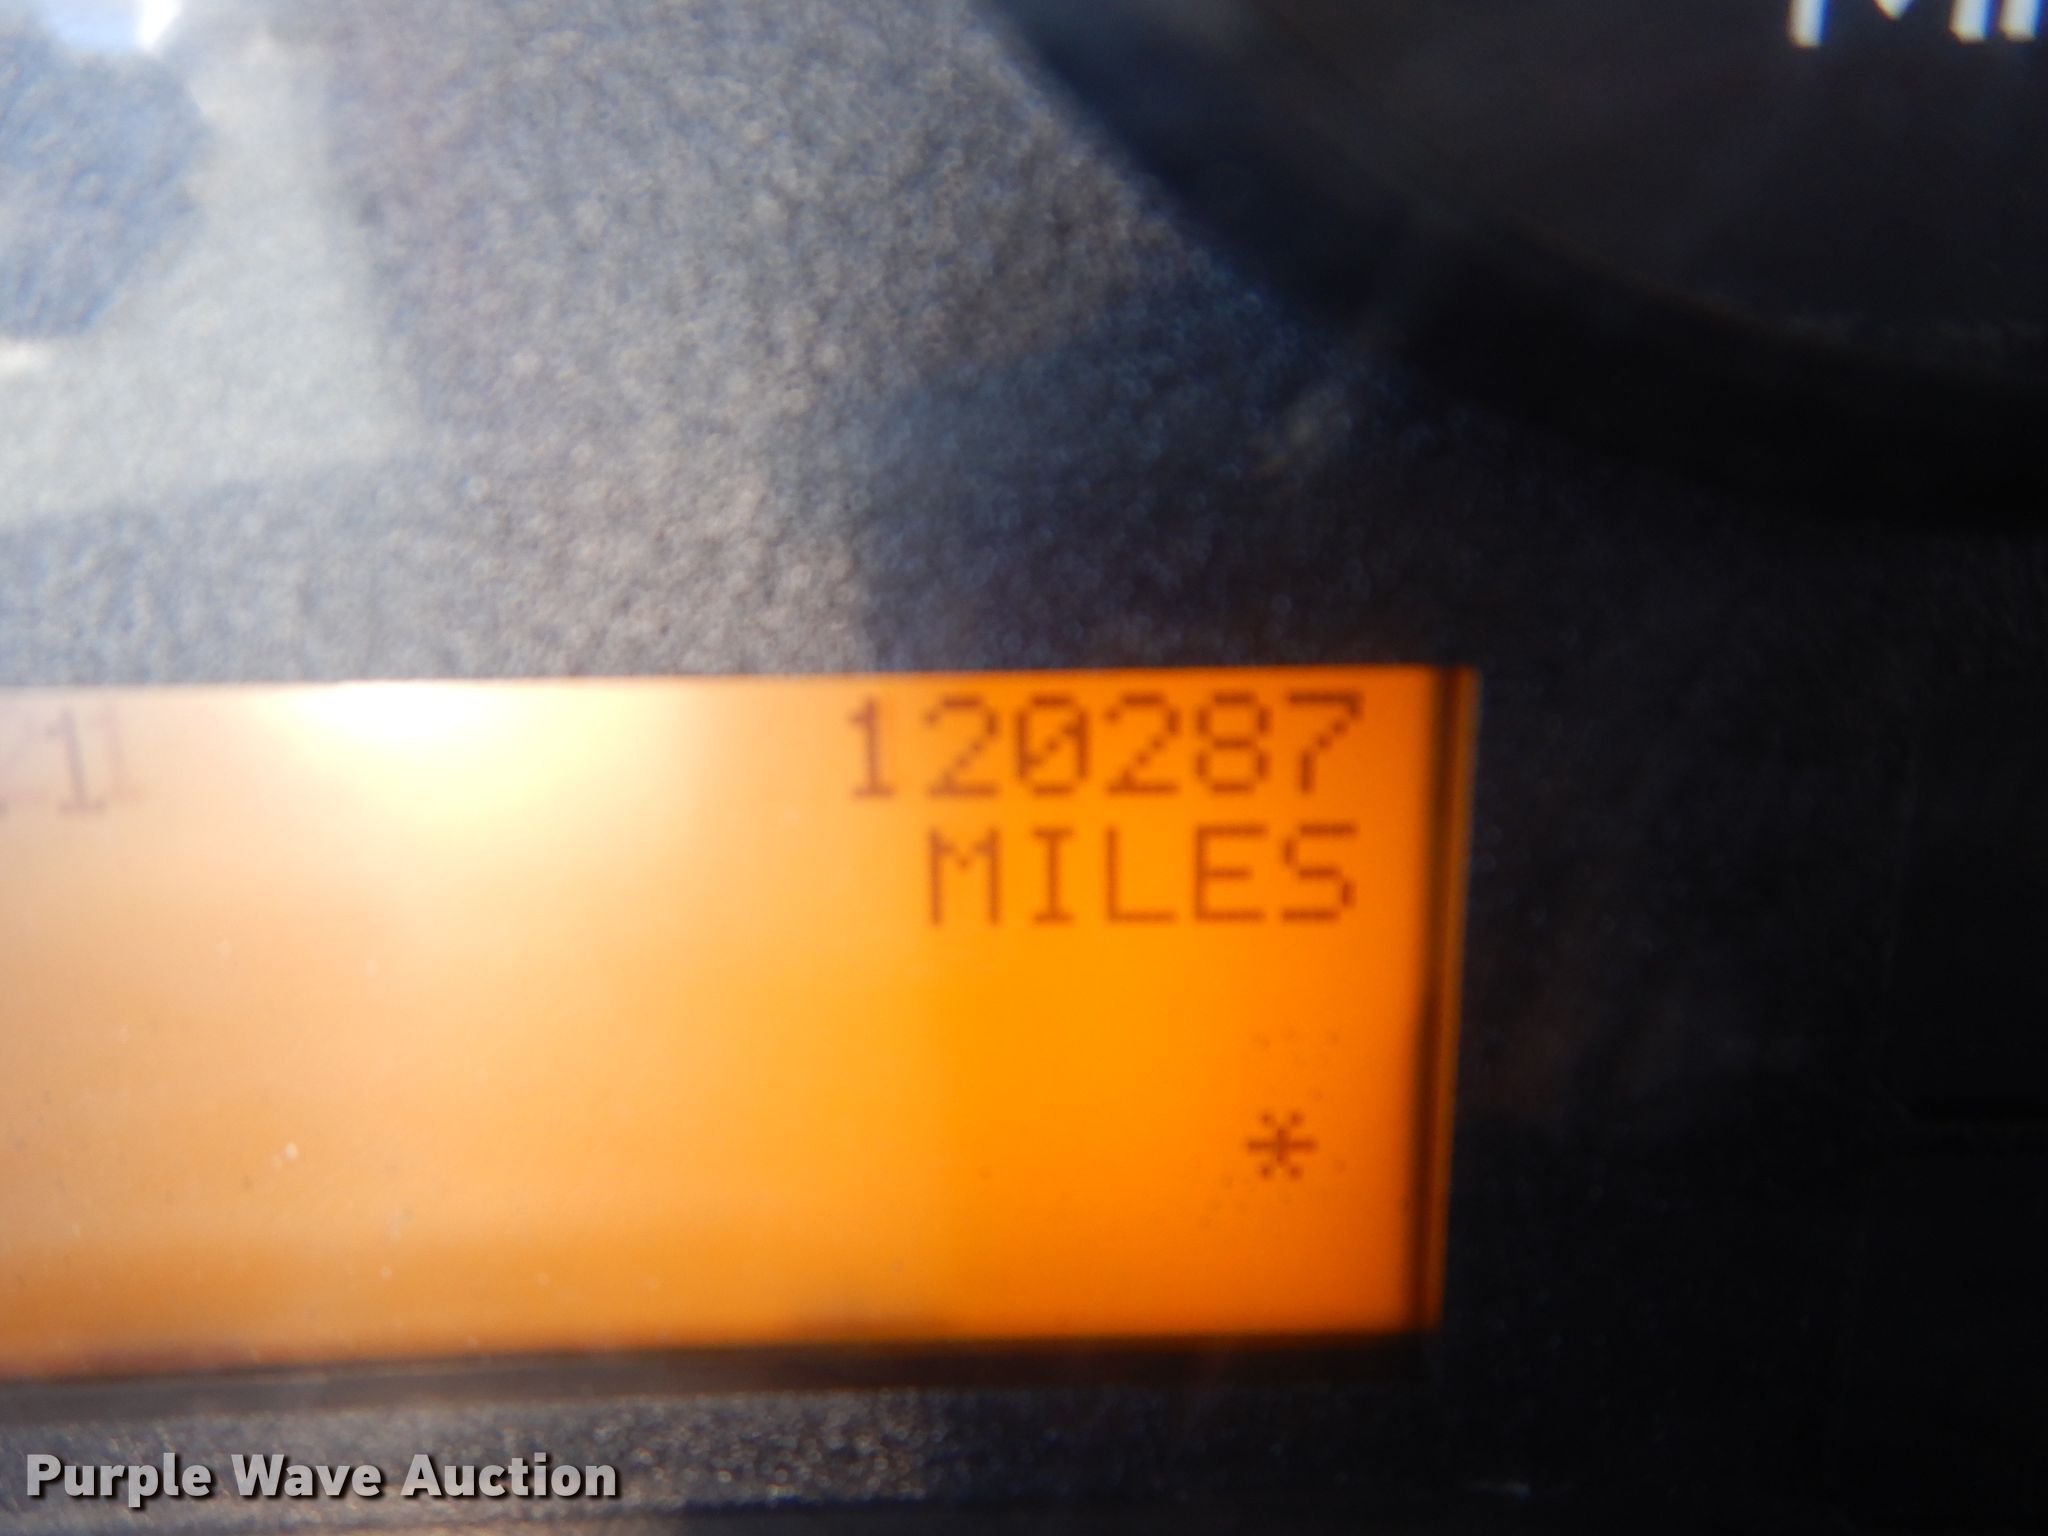 120287
MILES
*
Purple Wave Auction